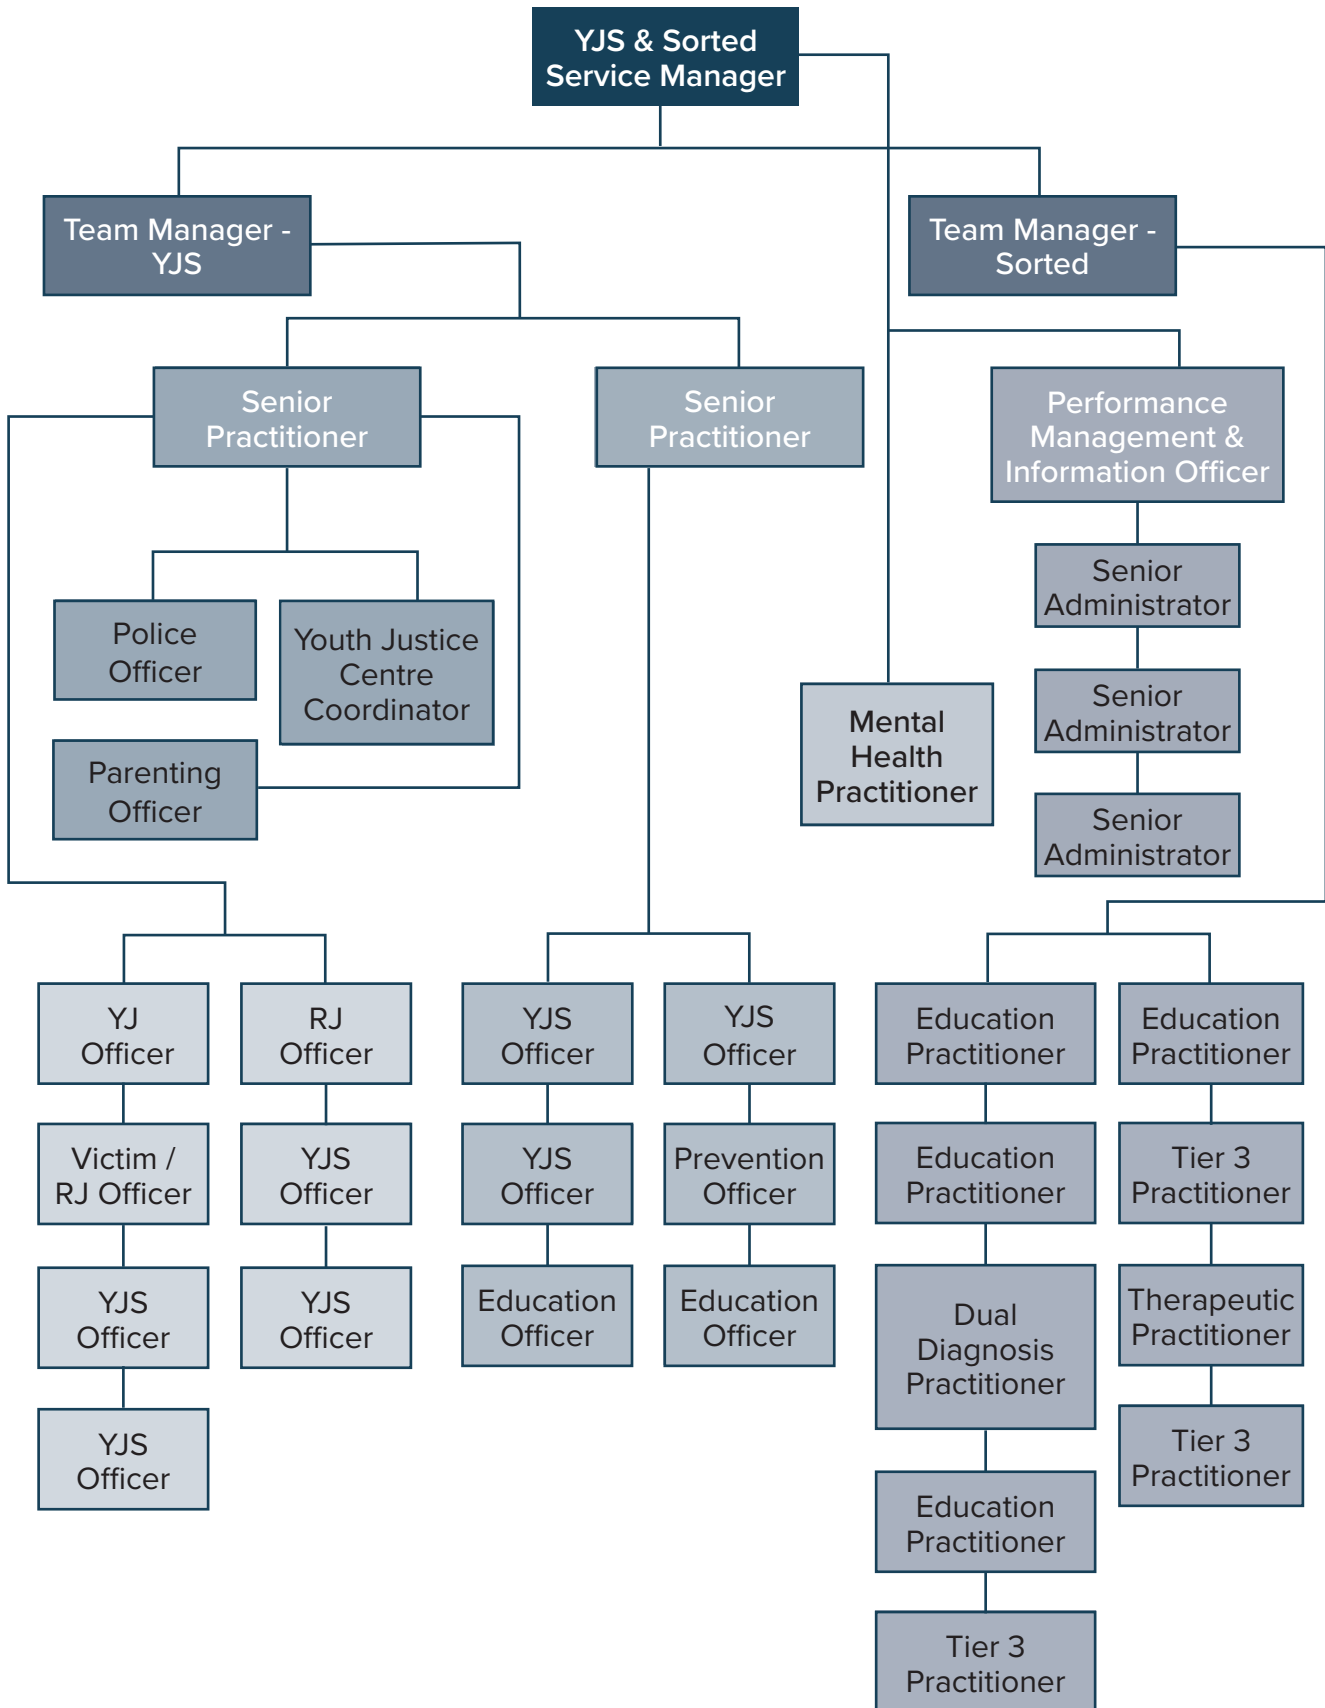 YJS & Sorted
Service Manager
Team Manager -
YJS
Team Manager -
Sorted
Senior
Practitioner
Senior
Practitioner
Performance
Management &
Information Officer
Senior
Administrator
Police
Officer
Youth Justice
Centre
Coordinator
Senior
Administrator
Mental
Health
Practitioner
Parenting
Officer
Senior
Administrator
YJ
Officer
RJ
Officer
YJS
Officer
YJS
Officer
Education
Practitioner
Education
Practitioner
Victim /
RJ Officer
YJS
Officer
YJS
Officer
Prevention
Officer
Education
Practitioner
Tier 3
Practitioner
YJS
Officer
YJS
Officer
Education
Officer
Education
Officer
Dual
Diagnosis
Practitioner
Therapeutic
Practitioner
YJS
Officer
Tier 3
Practitioner
Education
Practitioner
Tier 3
Practitioner